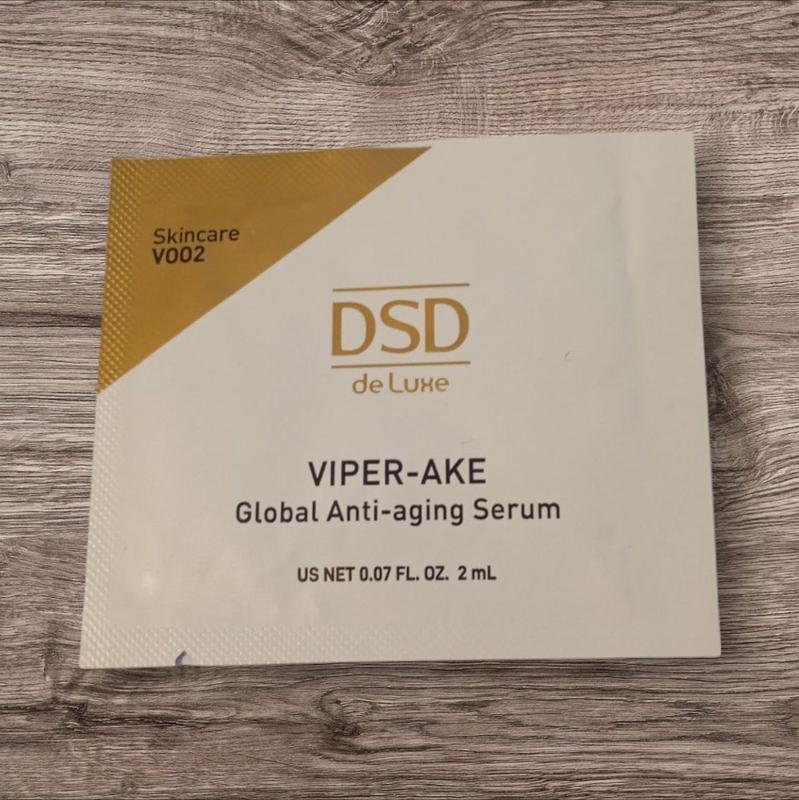 Skincare
V002
DSD
de Luxe
VIPER-AKE
Global Anti-aging Serum
US NET 0.07 FL. OZ. 2 mL